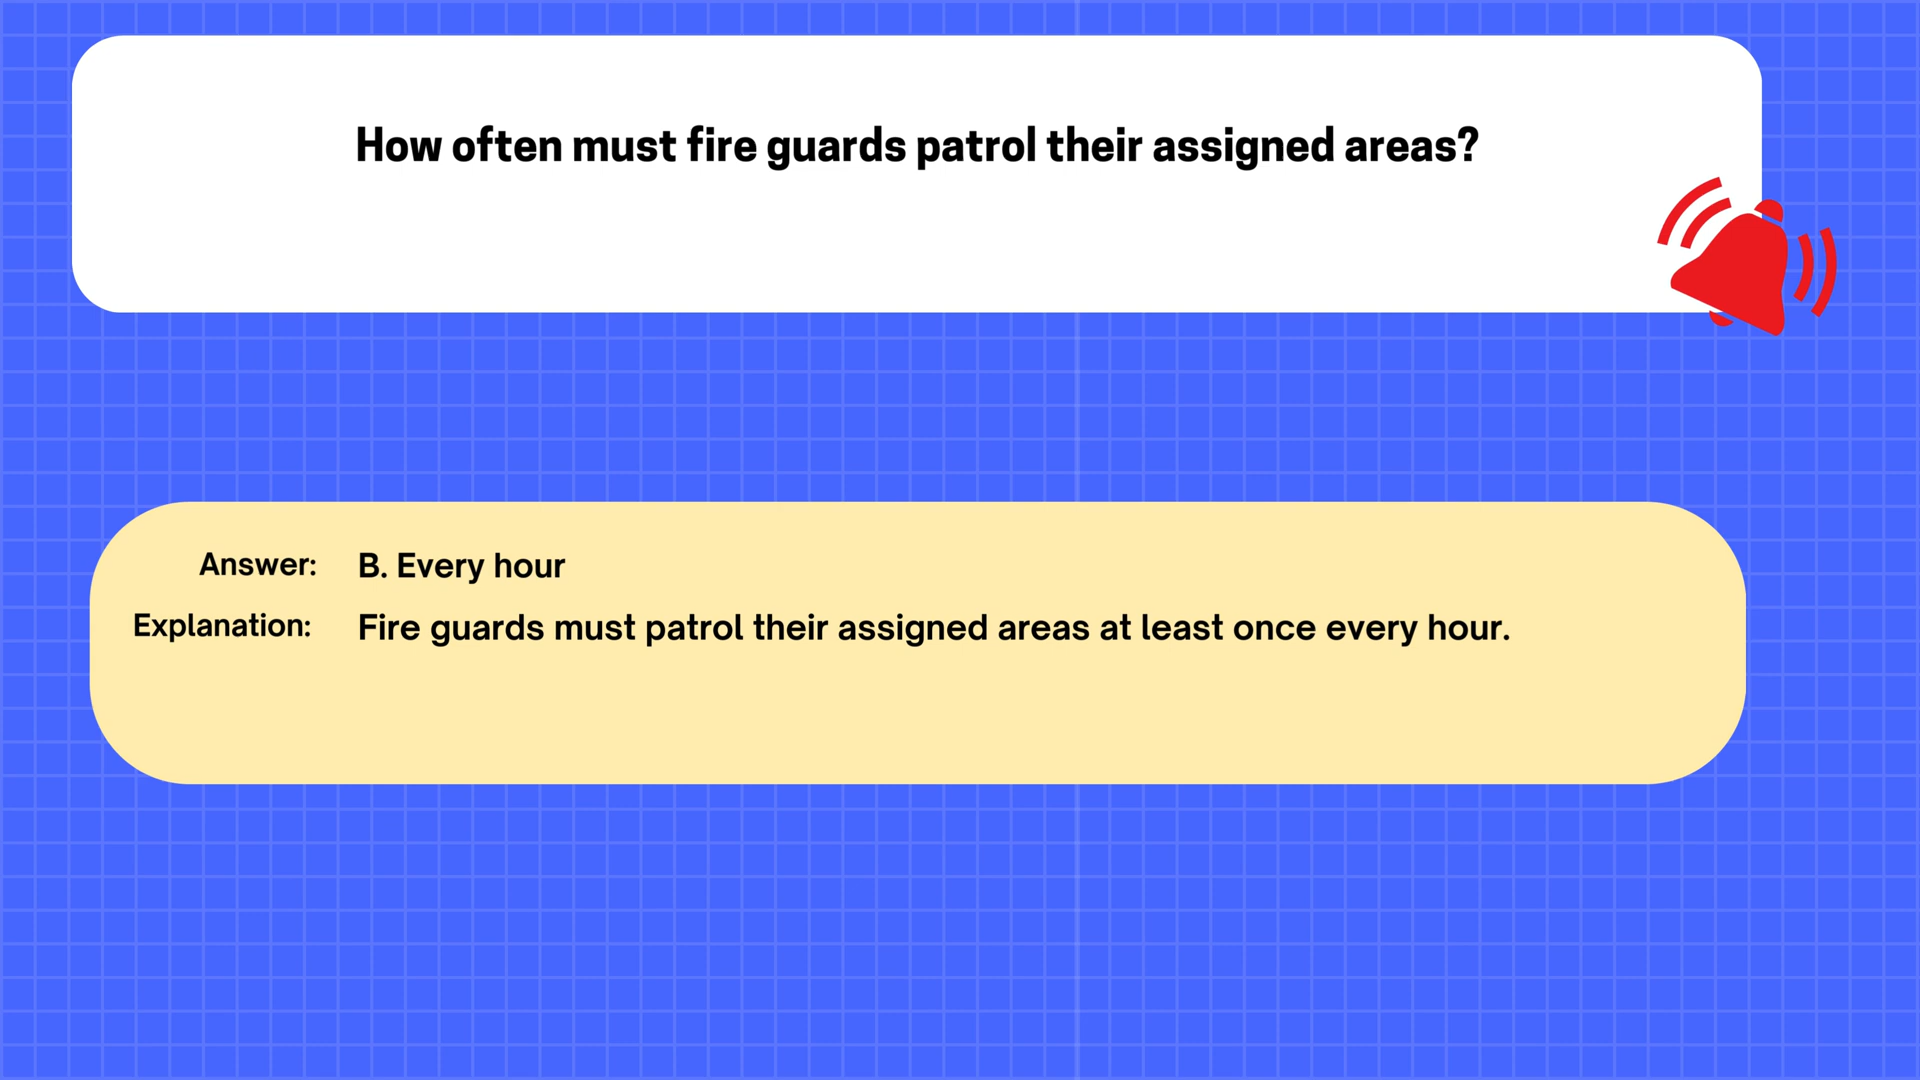 How often must fire guards patrol their assigned areas?
Answer: B. Every hour
Explanation: Fire guards must patrol their assigned areas at least once every hour.